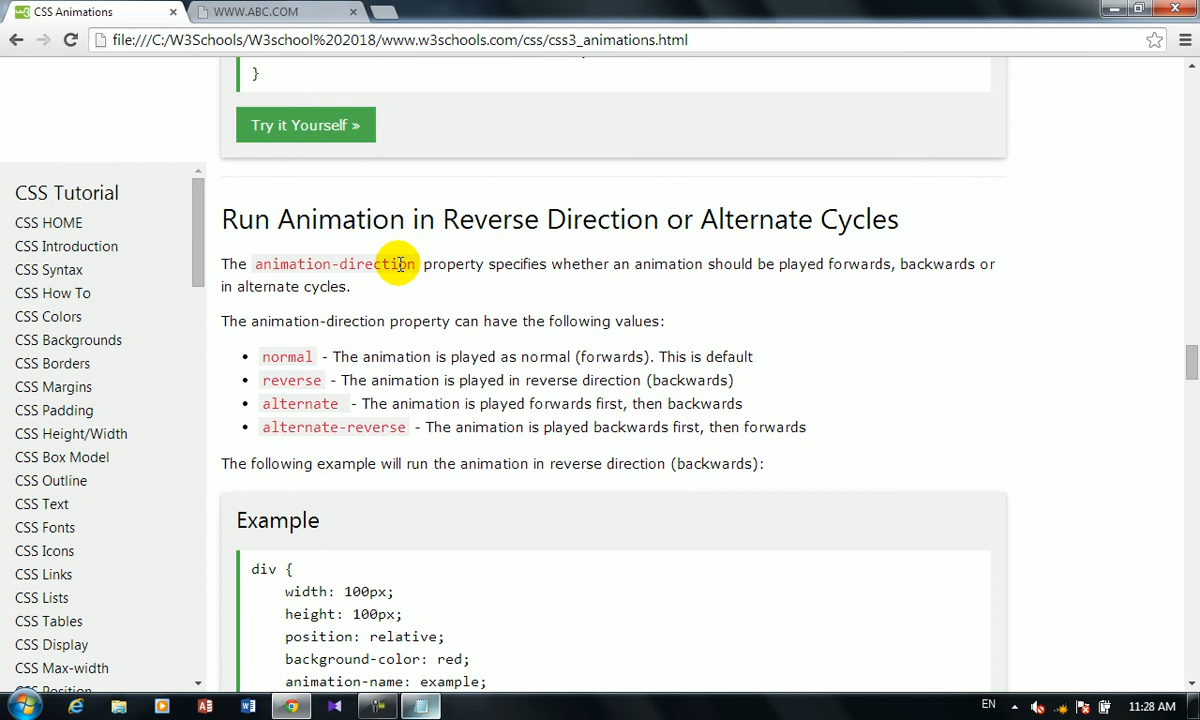 CSS Animations
WWW.ABC.COM
file:///C:/W3Schools/W3school%202018/www.w3schools.com/css/css3_animations.html
}
Try it Yourself »
CSS Tutorial
CSS HOME
CSS Introduction
CSS Syntax
CSS How To
CSS Colors
CSS Backgrounds
CSS Borders
CSS Margins
CSS Padding
CSS Height/Width
CSS Box Model
CSS Outline
CSS Text
CSS Fonts
CSS Icons
CSS Links
CSS Lists
CSS Tables
CSS Display
CSS Max-width
CSS Position
Run Animation in Reverse Direction or Alternate Cycles
The animation-direction property specifies whether an animation should be played forwards, backwards or
in alternate cycles.
The animation-direction property can have the following values:
• normal - The animation is played as normal (forwards). This is default
• reverse - The animation is played in reverse direction (backwards)
• alternate - The animation is played forwards first, then backwards
• alternate-reverse - The animation is played backwards first, then forwards
The following example will run the animation in reverse direction (backwards):
Example
div {
width: 100px;
height: 100px;
position: relative;
background-color: red;
animation-name: example;
EN
11:28 AM